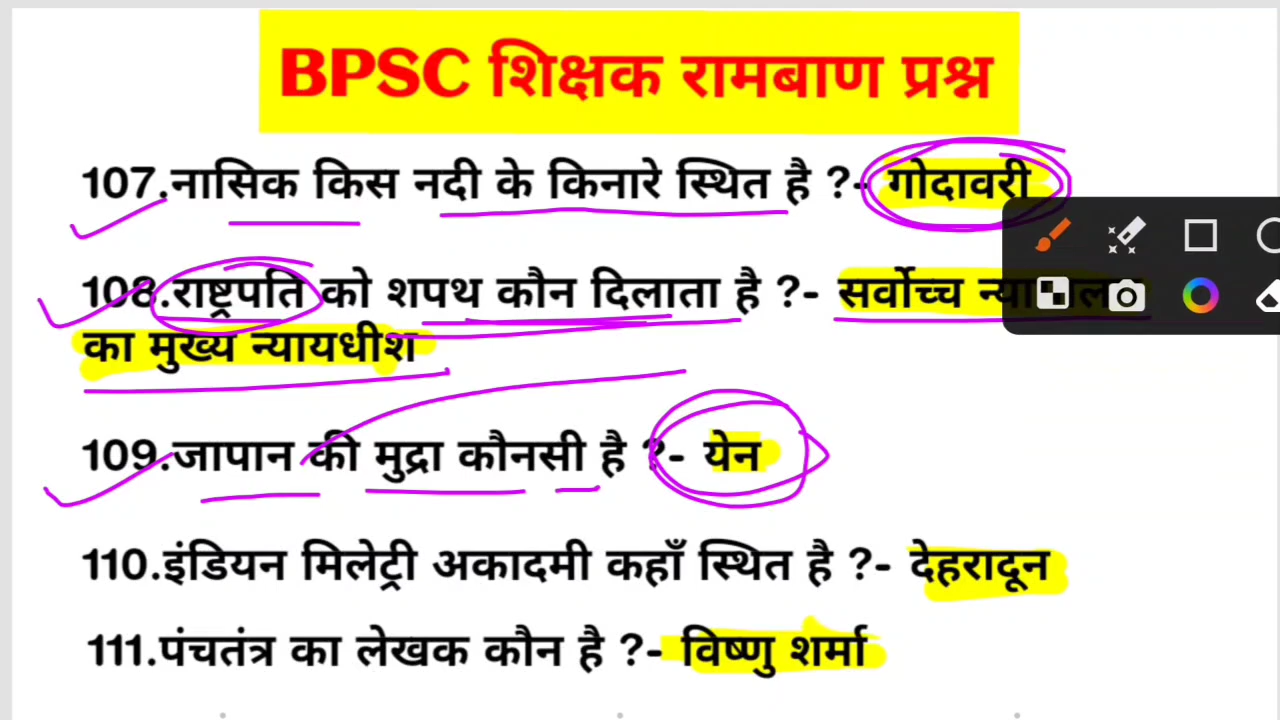 BPSC शिक्षक रामबाण प्रश्न
107.नासिक किस नदी के किनारे स्थित है ?- गोदावरी
108.राष्ट्रपति को शपथ कौन दिलाता है ?- सर्वोच्च
का मुख्य न्यायधीश
109.जापान की मुद्रा कौनसी है ?- येन
110.इंडियन मिलेट्री अकादमी कहाँ स्थित है ?- देहरादून
111.पंचतंत्र का लेखक कौन है ?- विष्णु शर्मा